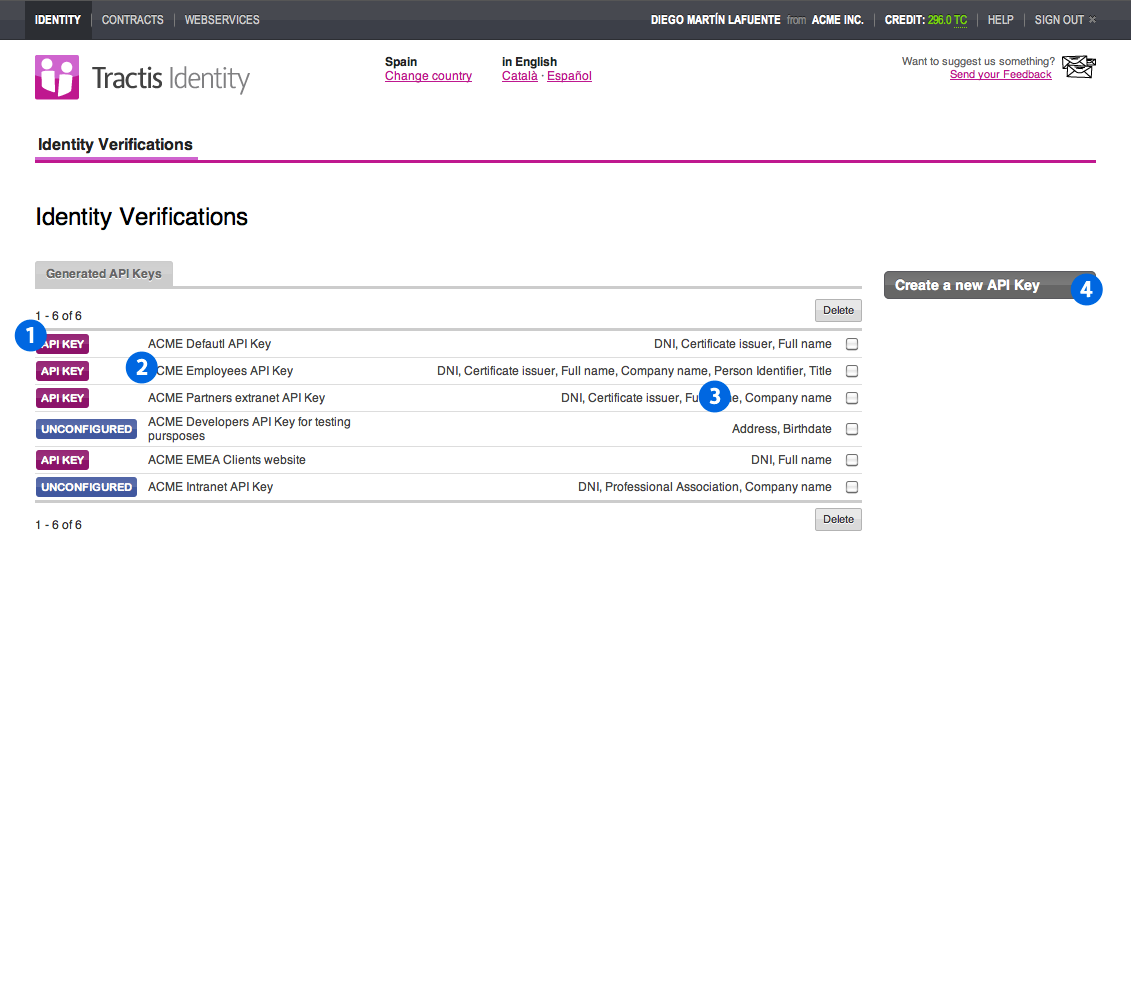 IDENTITY CONTRACTS WEBSERVICES DIEGO MARTÍN LAFUENTE from ACME INC. CREDIT: 296.0 TC HELP SIGN OUT ×
Tractis Identity
Spain
Change country
in English
Català · Español
Want to suggest us something?
Send your Feedback
Identity Verifications
Identity Verifications
Generated API Keys
Create a new API Key 4
1 - 6 of 6 Delete
1 API KEY ACME Defautl API Key DNI, Certificate issuer, Full name
API KEY 2 CME Employees API Key DNI, Certificate issuer, Full name, Company name, Person Identifier, Title
API KEY ACME Partners extranet API Key DNI, Certificate issuer, Fu 3 e, Company name
UNCONFIGURED ACME Developers API Key for testing
pursposes Address, Birthdate
API KEY ACME EMEA Clients website DNI, Full name
UNCONFIGURED ACME Intranet API Key DNI, Professional Association, Company name
1 - 6 of 6 Delete